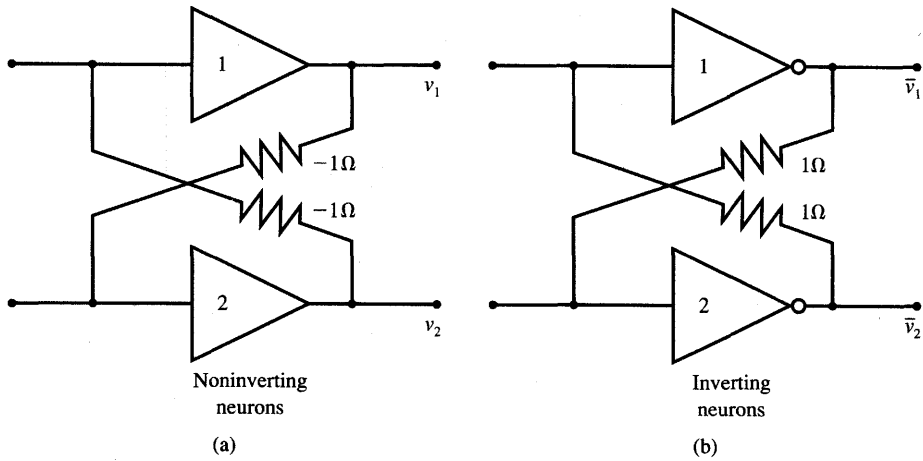 1
v₁
−1Ω
−1Ω
2
v₂
Noninverting
neurons
(a)
1
v̅₁
1Ω
1Ω
2
v̅₂
Inverting
neurons
(b)